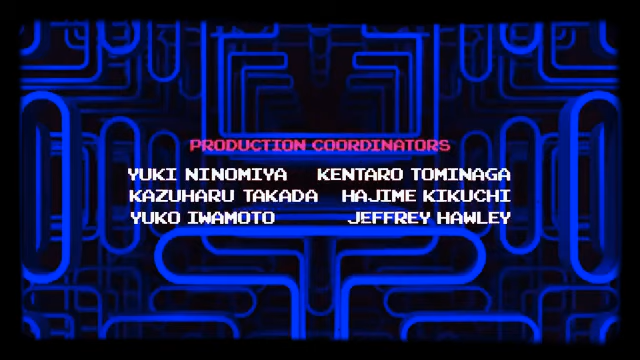 PRODUCTION COORDINATORS
YUKI NINOMIYA KENTARO TOMINAGA
KAZUHARU TAKADA HAJIME KIKUCHI
YUKO IWAMOTO JEFFREY HAWLEY